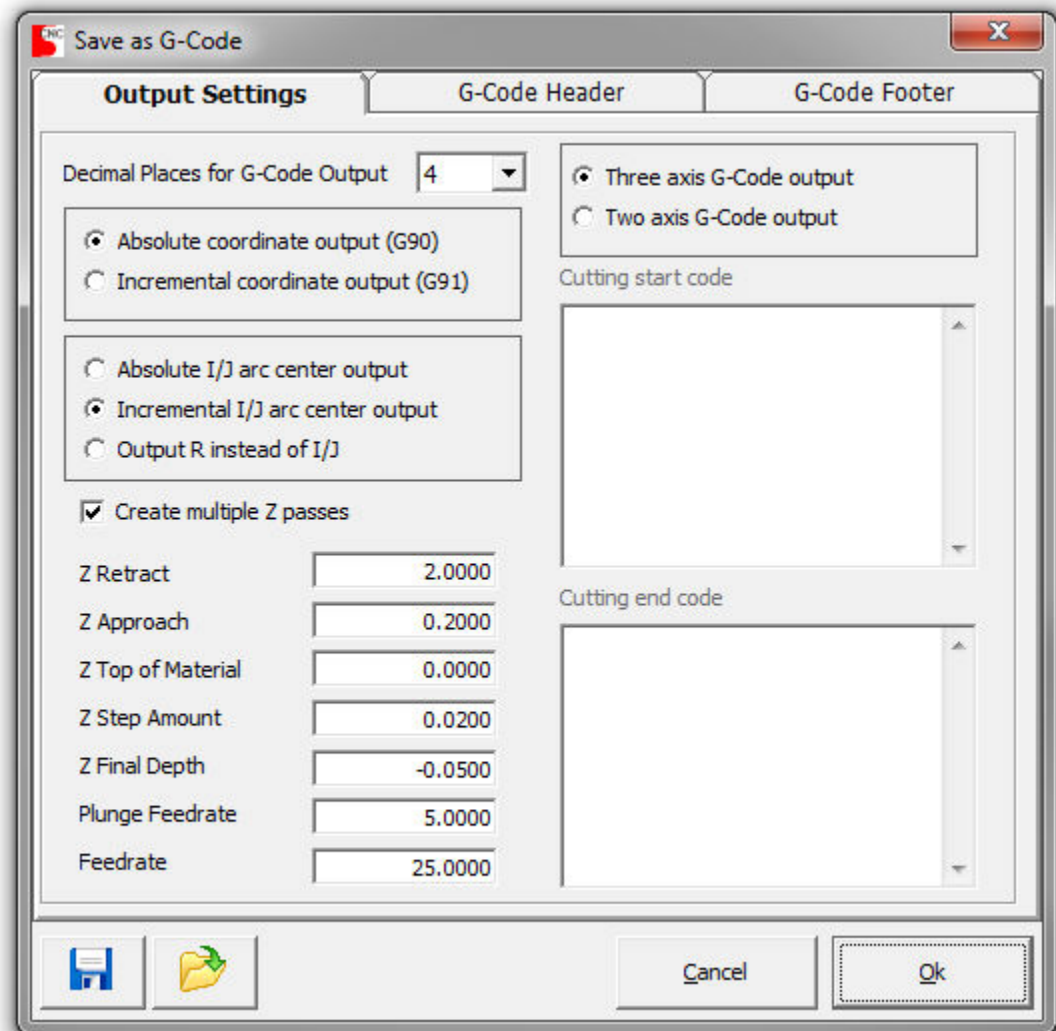 CNC
Save as G-Code
Output Settings
G-Code Header
G-Code Footer
Decimal Places for G-Code Output
4
Absolute coordinate output (G90)
Incremental coordinate output (G91)
Absolute I/J arc center output
Incremental I/J arc center output
Output R instead of I/J
Create multiple Z passes
Z Retract 2.0000
Z Approach 0.2000
Z Top of Material 0.0000
Z Step Amount 0.0200
Z Final Depth -0.0500
Plunge Feedrate 5.0000
Feedrate 25.0000
Three axis G-Code output
Two axis G-Code output
Cutting start code
Cutting end code
Cancel
Ok